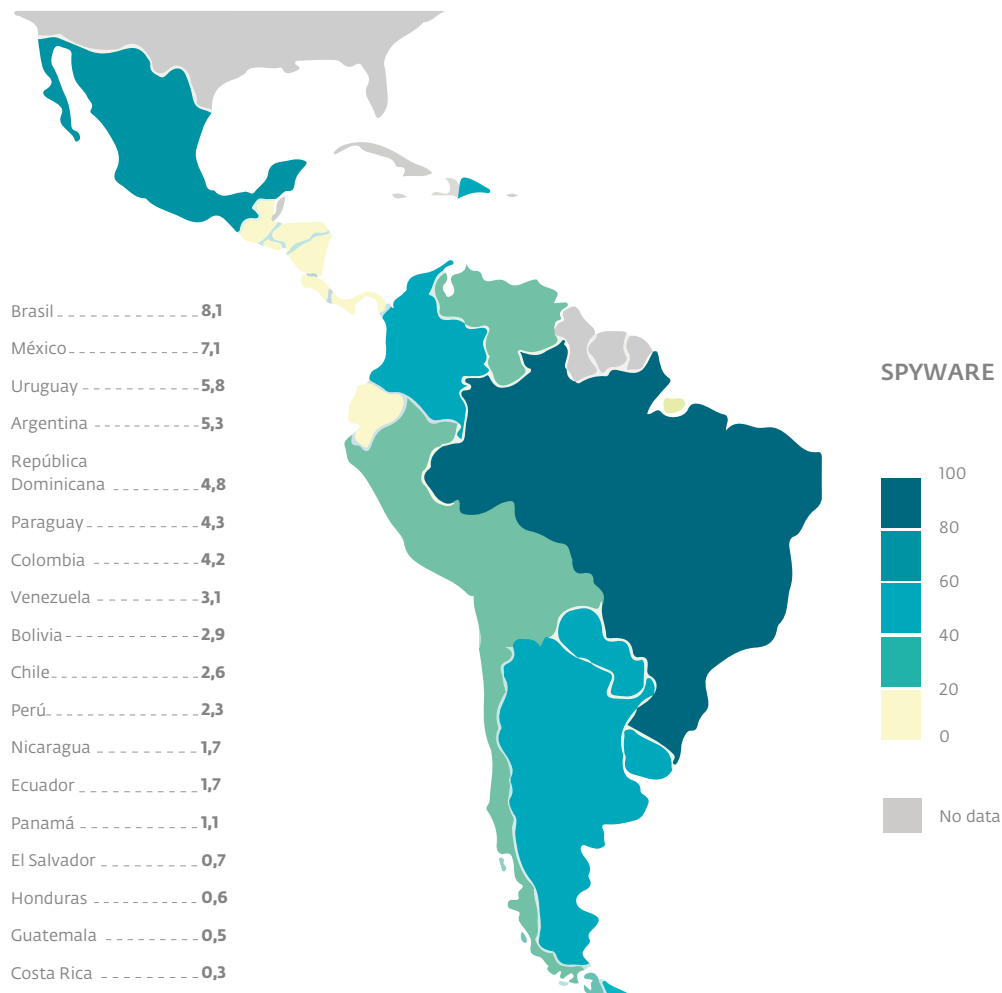 Brasil 8,1
México 7,1
Uruguay 5,8
Argentina 5,3
República
Dominicana 4,8
Paraguay 4,3
Colombia 4,2
Venezuela 3,1
Bolivia 2,9
Chile 2,6
Perú 2,3
Nicaragua 1,7
Ecuador 1,7
Panamá 1,1
El Salvador 0,7
Honduras 0,6
Guatemala 0,5
Costa Rica 0,3
SPYWARE
100
80
60
40
20
0
No data